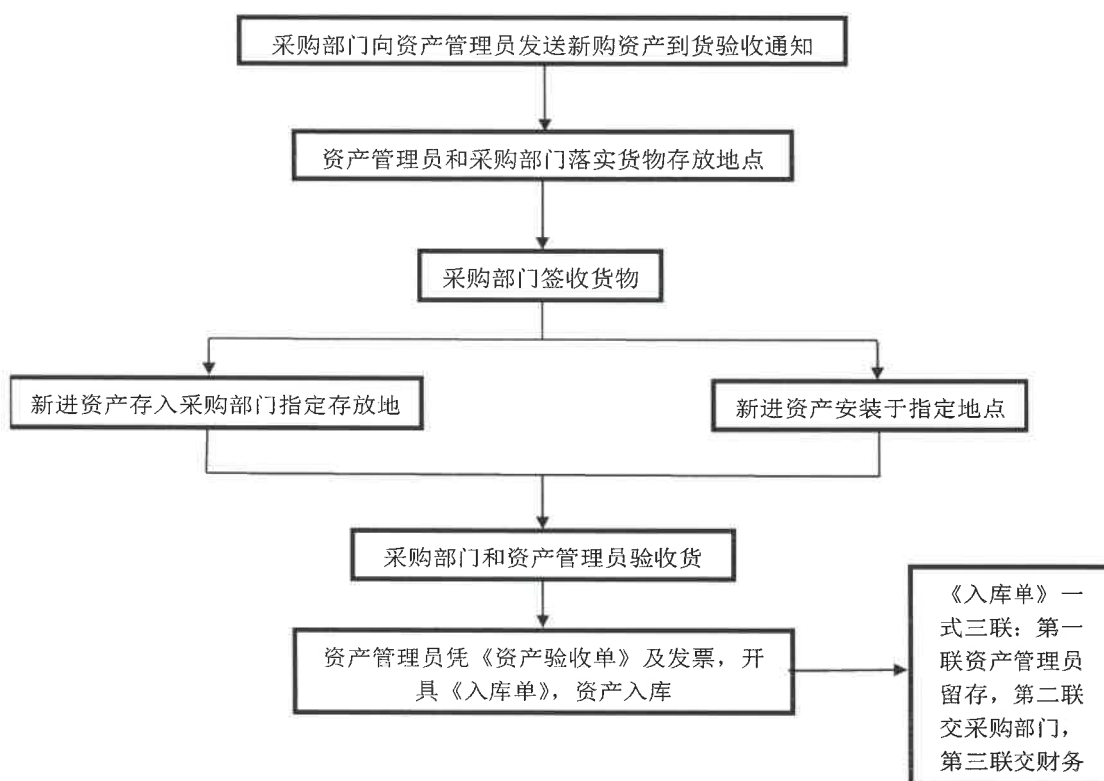 采购部门向资产管理员发送新购资产到货验收通知
资产管理员和采购部门落实货物存放地点
采购部门签收货物
新进资产存入采购部门指定存放地
新进资产安装于指定地点
采购部门和资产管理员验收货
资产管理员凭《资产验收单》及发票，开
具《入库单》，资产入库
《入库单》一
式三联：第一
联资产管理员
留存，第二联
交采购部门，
第三联交财务